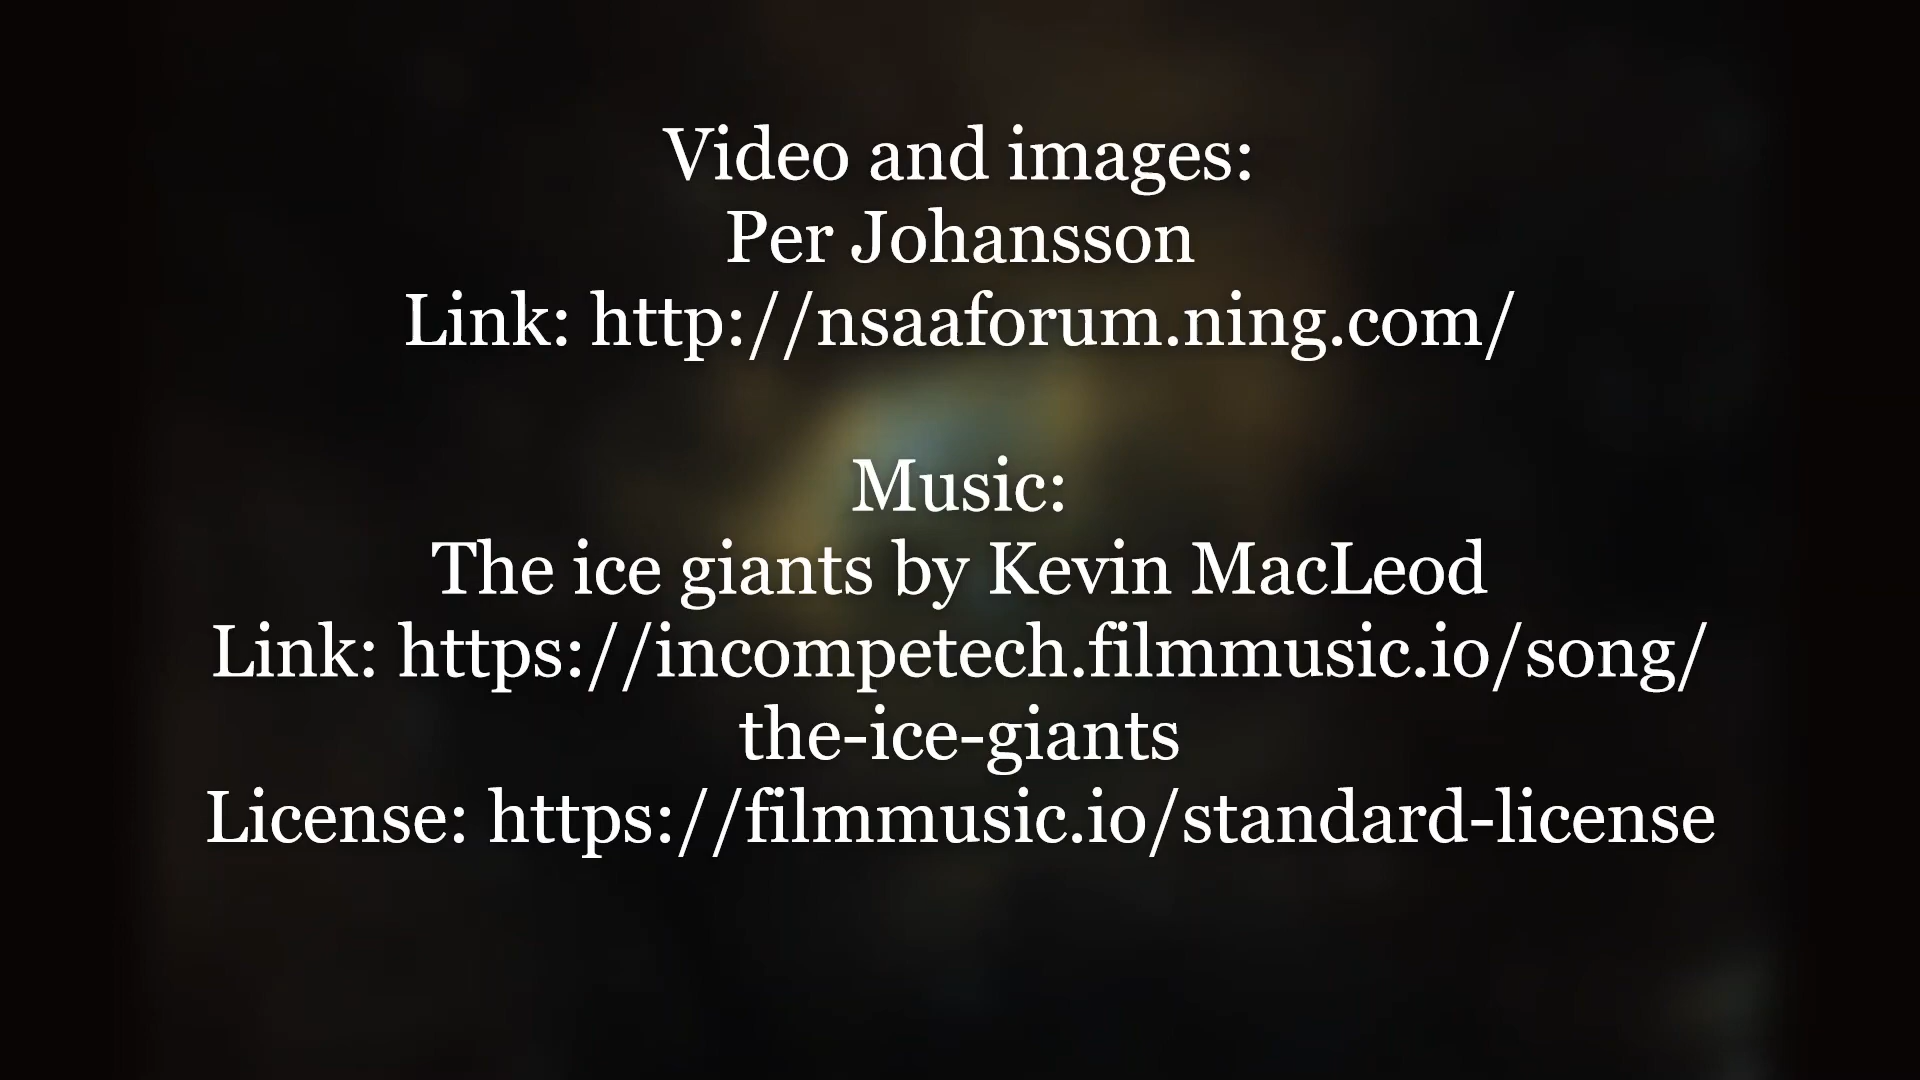 Video and images:
Per Johansson
Link: http://nsaaforum.ning.com/
Music:
The ice giants by Kevin MacLeod
Link: https://incompetech.filmmusic.io/song/
the-ice-giants
License: https://filmmusic.io/standard-license